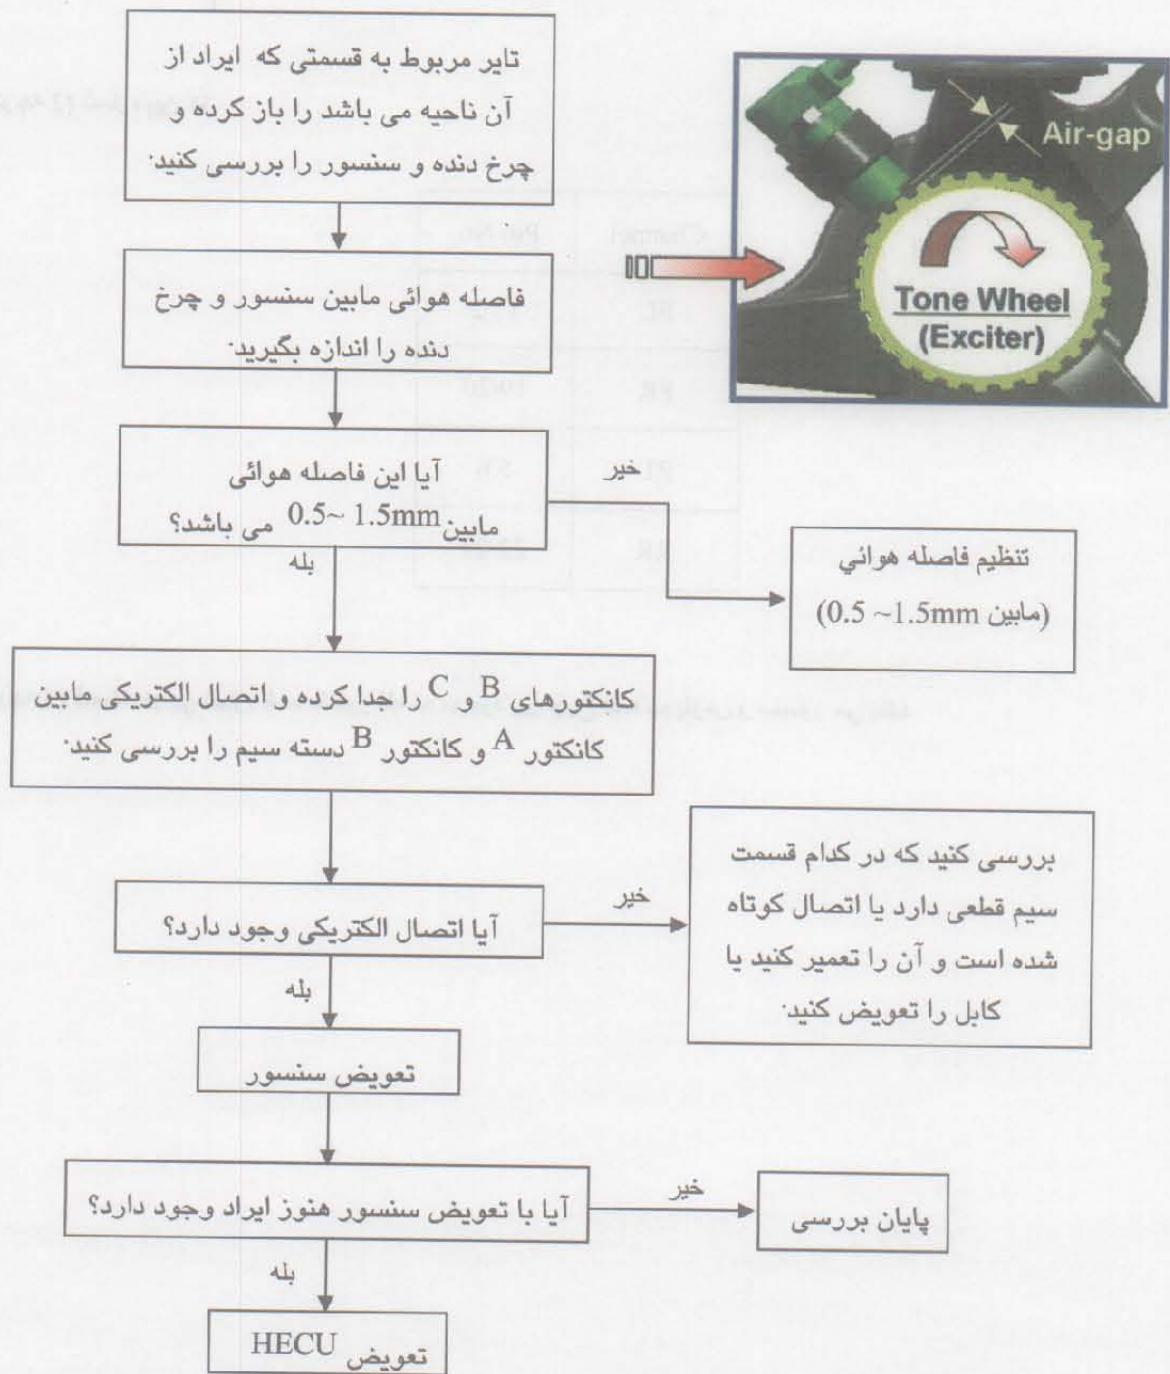 تایر مربوط به قسمتی که ایراد از
آن ناحیه می باشد را باز کرده و
چرخ دنده و سنسور را بررسی کنید.
Air-gap
Tone Wheel
(Exciter)
فاصله هوائی مابین سنسور و چرخ
دنده را اندازه بگیرید.
آیا این فاصله هوائی
مابین 0.5~ 1.5mm می باشد؟
خیر
تنظیم فاصله هوائي
(مابین 0.5 ~1.5mm)
بله
کانکتورهای B و C را جدا کرده و اتصال الکتریکی مابین
کانکتور A و کانکتور B دسته سیم را بررسی کنید.
آیا اتصال الکتریکی وجود دارد؟
خیر
بررسی کنید که در کدام قسمت
سیم قطعی دارد یا اتصال کوتاه
شده است و آن را تعمیر کنید یا
کابل را تعویض کنید.
بله
تعویض سنسور
آیا با تعویض سنسور هنوز ایراد وجود دارد؟
خیر
پایان بررسی
بله
تعویض HECU